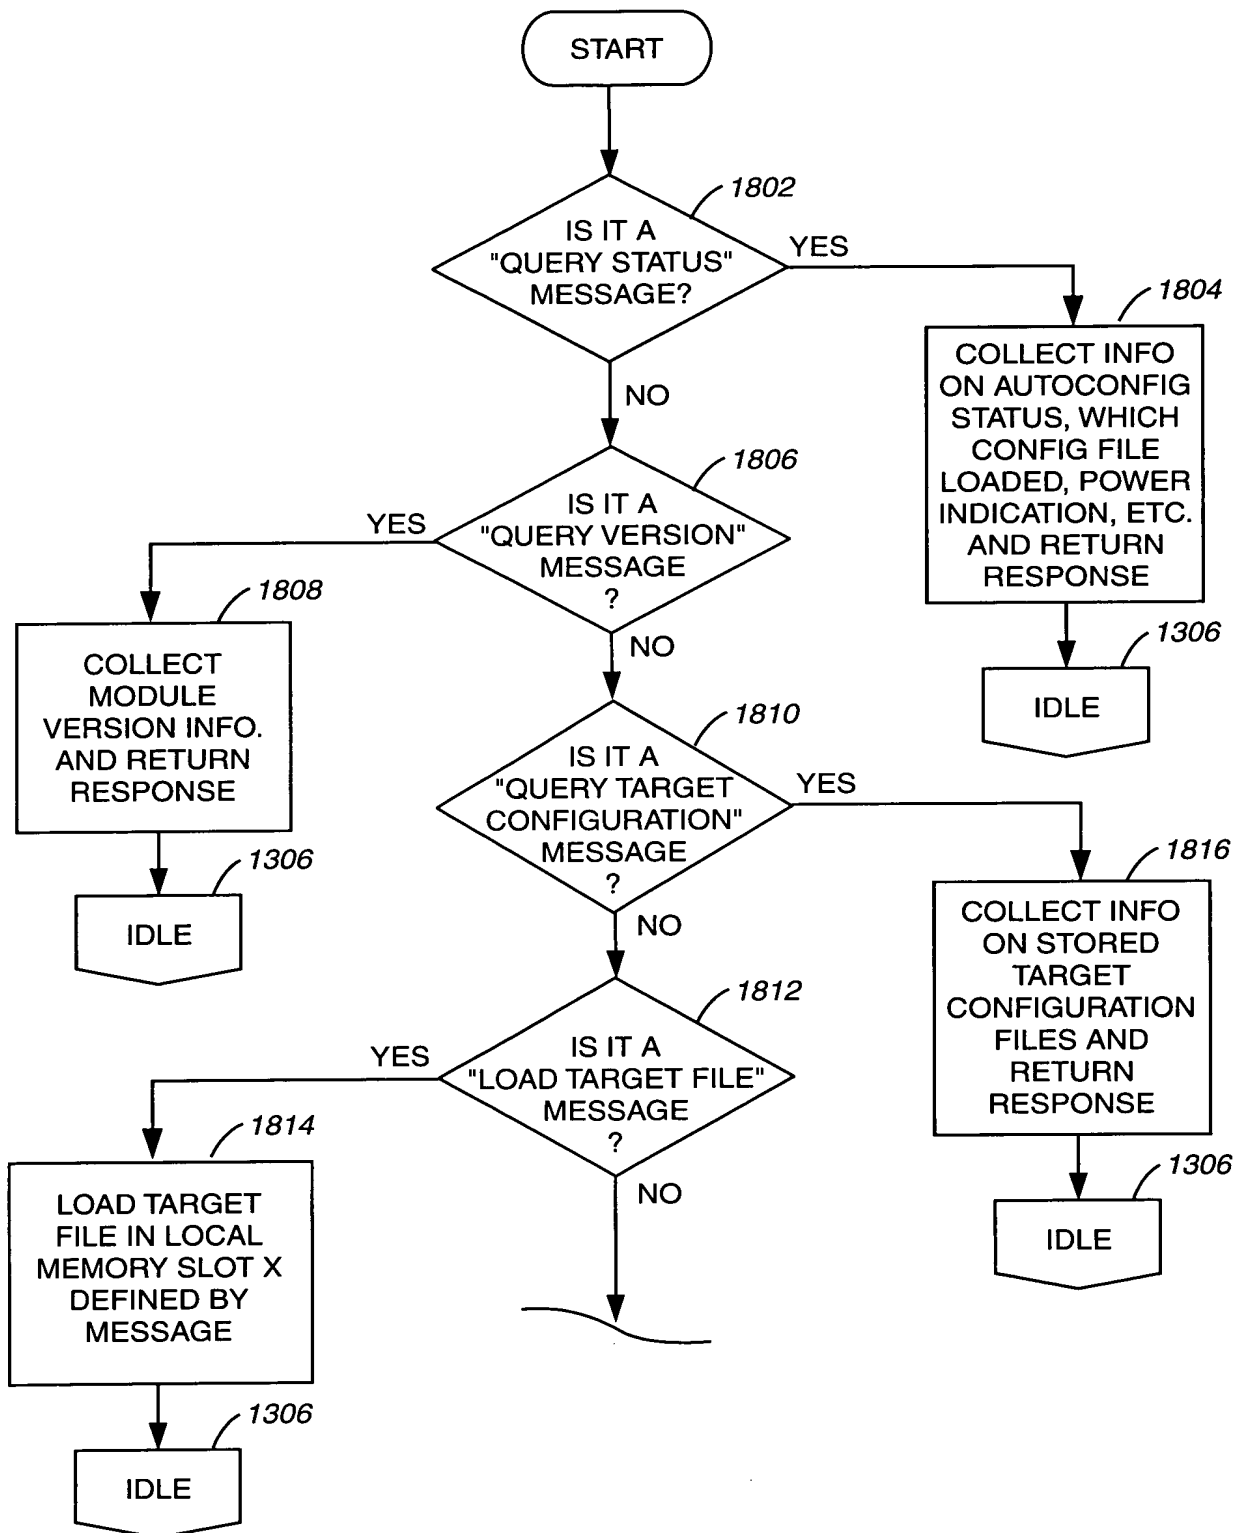 START
1802
IS IT A
"QUERY STATUS"
MESSAGE?
YES
NO
1804
COLLECT INFO
ON AUTOCONFIG
STATUS, WHICH
CONFIG FILE
LOADED, POWER
INDICATION, ETC.
AND RETURN
RESPONSE
1306
IDLE
1806
IS IT A
"QUERY VERSION"
MESSAGE
?
YES
NO
1808
COLLECT
MODULE
VERSION INFO.
AND RETURN
RESPONSE
1306
IDLE
1810
IS IT A
"QUERY TARGET
CONFIGURATION"
MESSAGE
?
YES
NO
1816
COLLECT INFO
ON STORED
TARGET
CONFIGURATION
FILES AND
RETURN
RESPONSE
1306
IDLE
1812
IS IT A
"LOAD TARGET FILE"
MESSAGE
?
YES
NO
1814
LOAD TARGET
FILE IN LOCAL
MEMORY SLOT X
DEFINED BY
MESSAGE
1306
IDLE